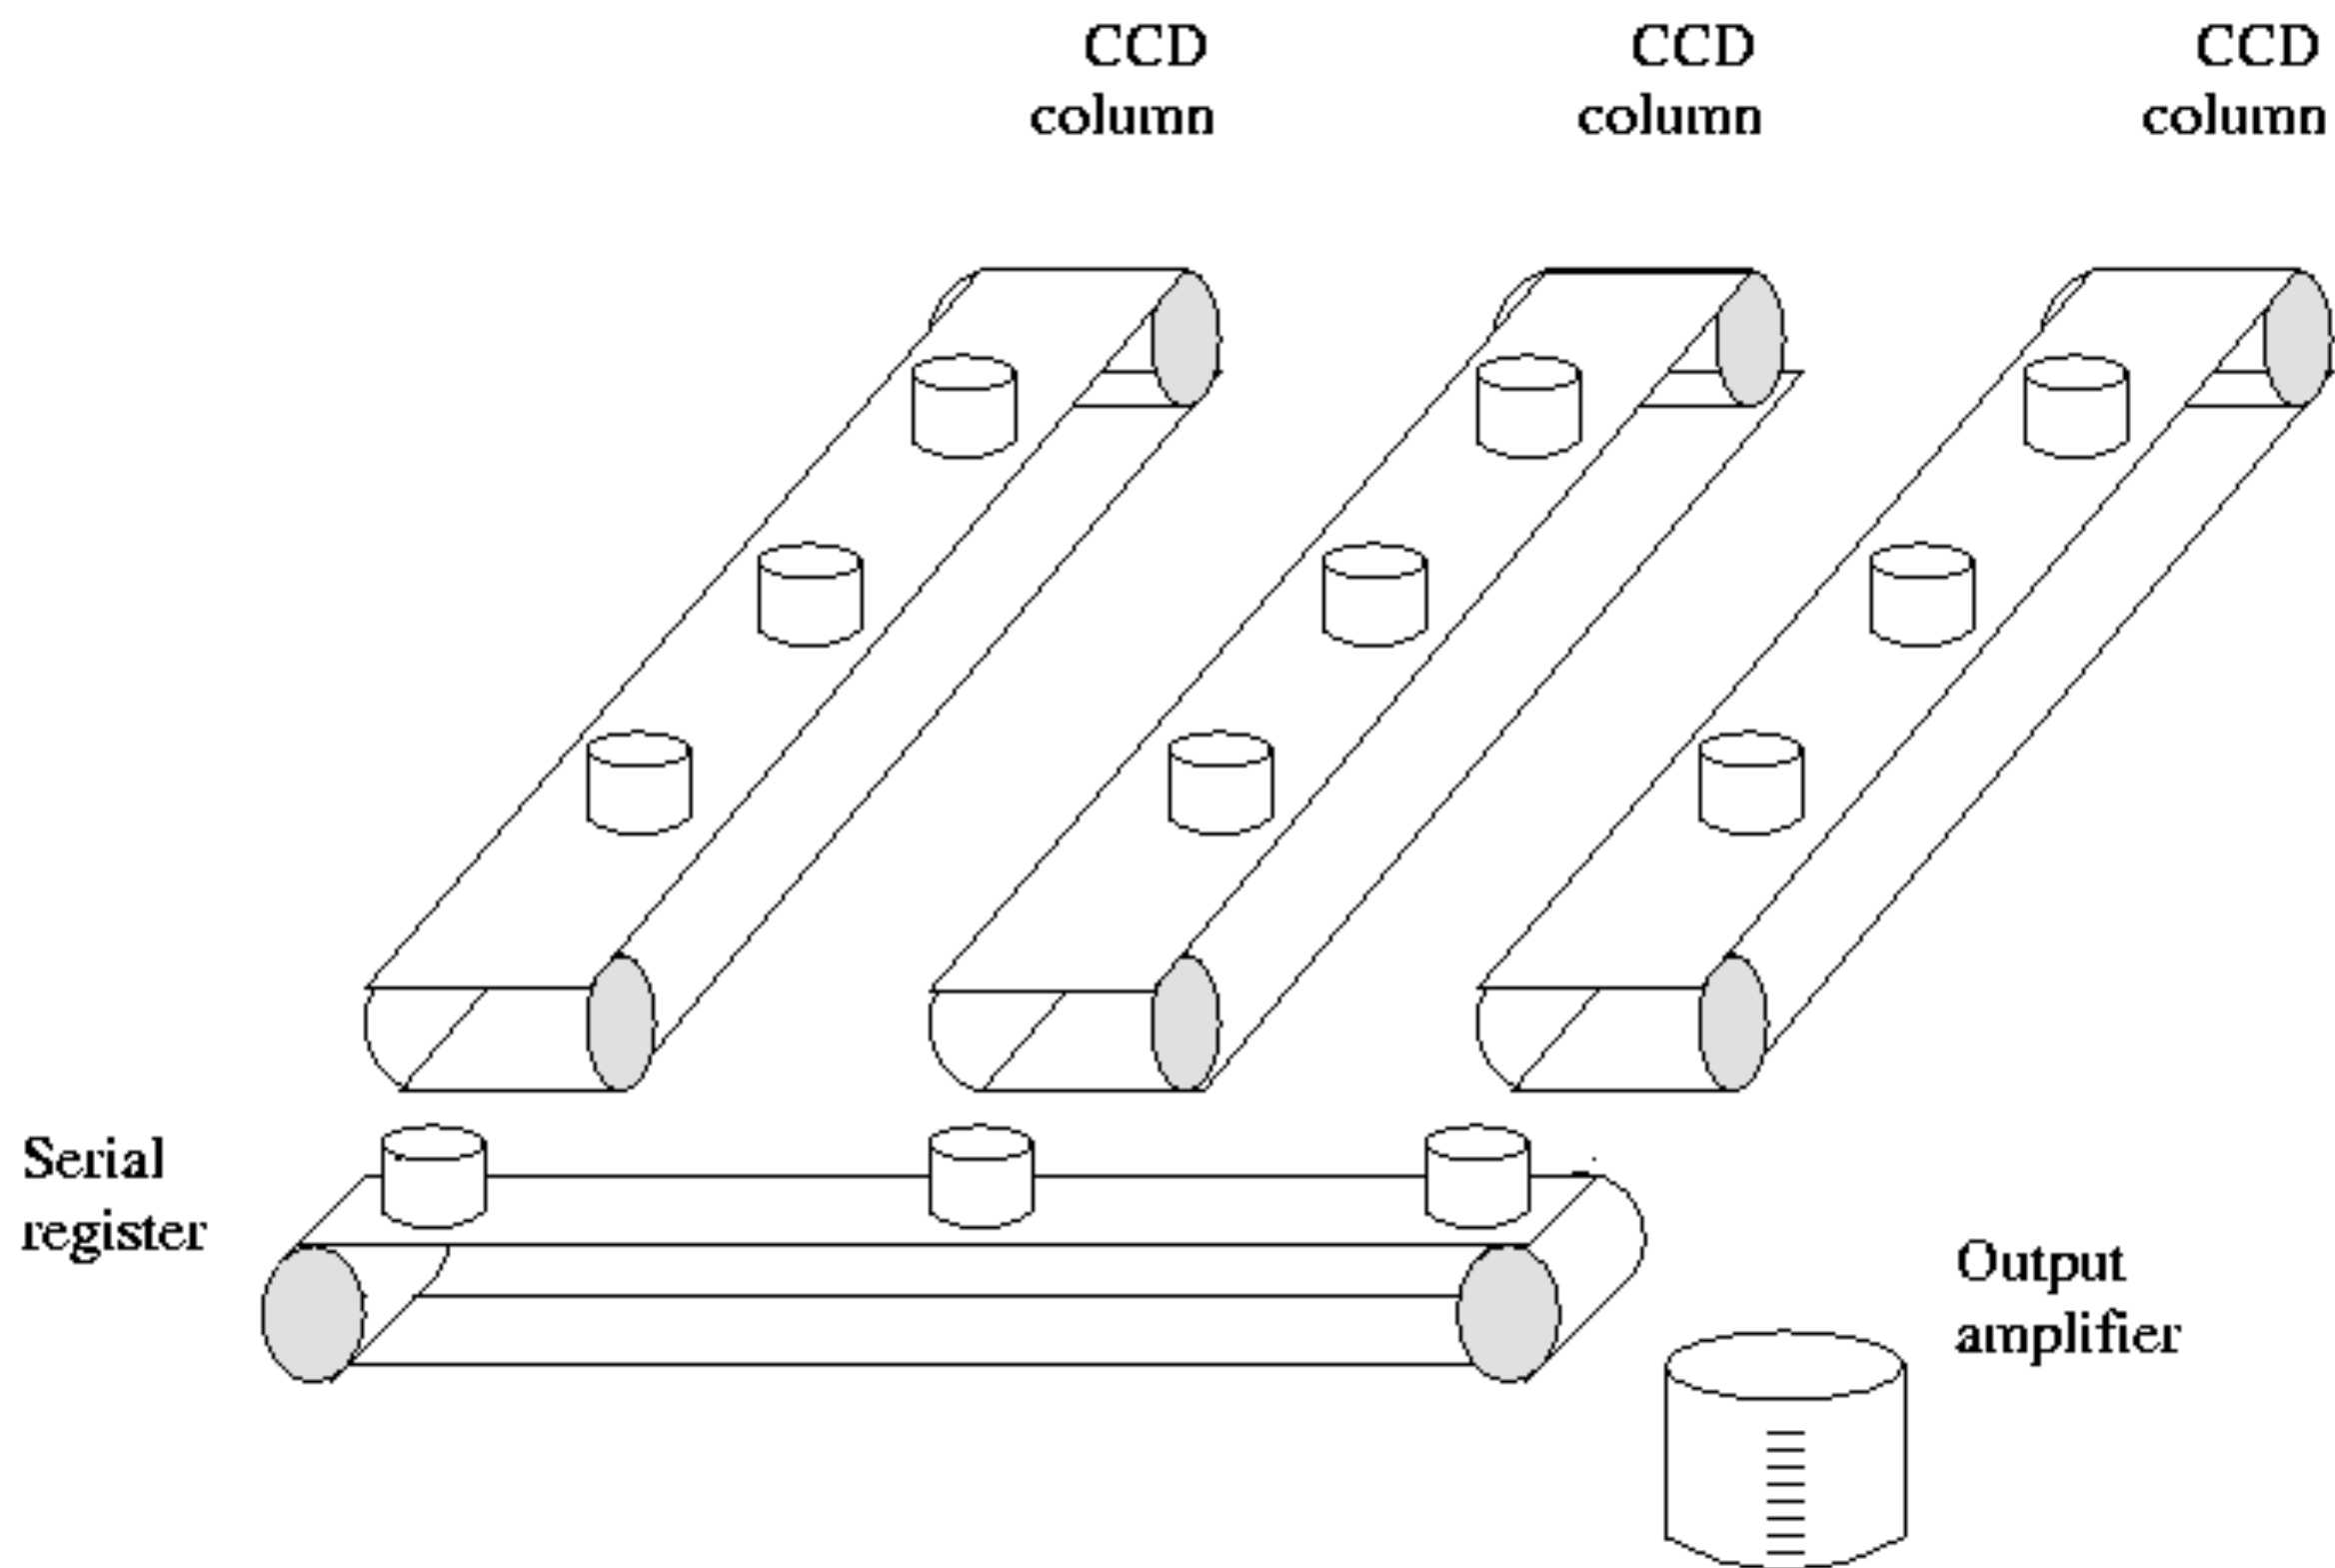 CCD
column
CCD
column
CCD
column
Serial
register
Output
amplifier